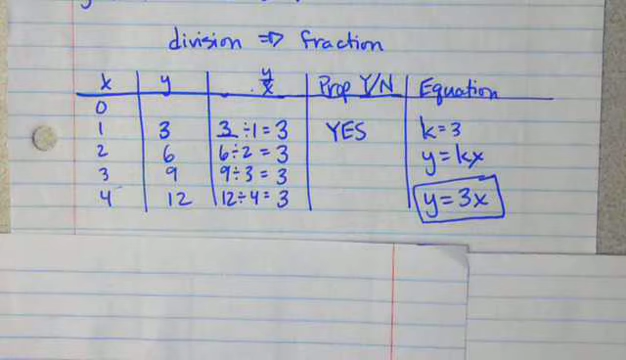 division ⇒ fraction
x y y/x Prop Y/N Equation
0
1 3 3 ÷ 1 = 3 YES k = 3
2 6 6 ÷ 2 = 3 y = kx
3 9 9 ÷ 3 = 3
4 12 12 ÷ 4 = 3 y = 3x